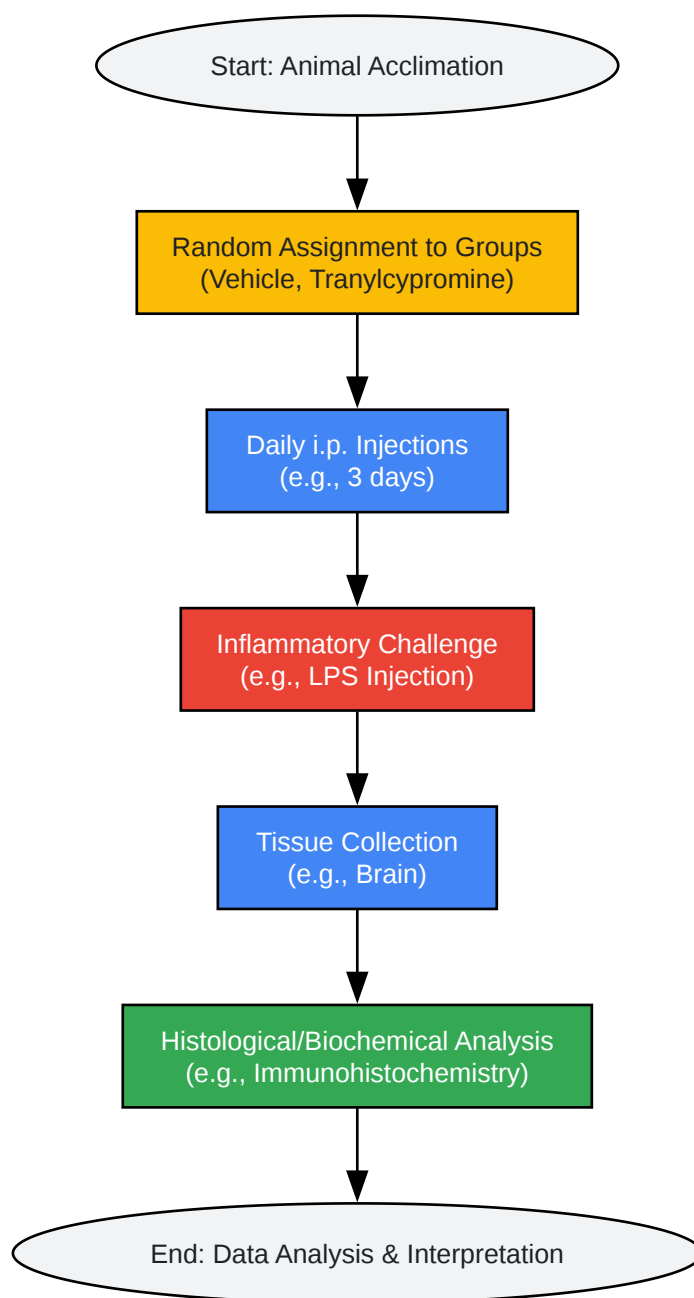 Start: Animal Acclimation
Random Assignment to Groups
(Vehicle, Tranylcypromine)
Daily i.p. Injections
(e.g., 3 days)
Inflammatory Challenge
(e.g., LPS Injection)
Tissue Collection
(e.g., Brain)
Histological/Biochemical Analysis
(e.g., Immunohistochemistry)
End: Data Analysis & Interpretation